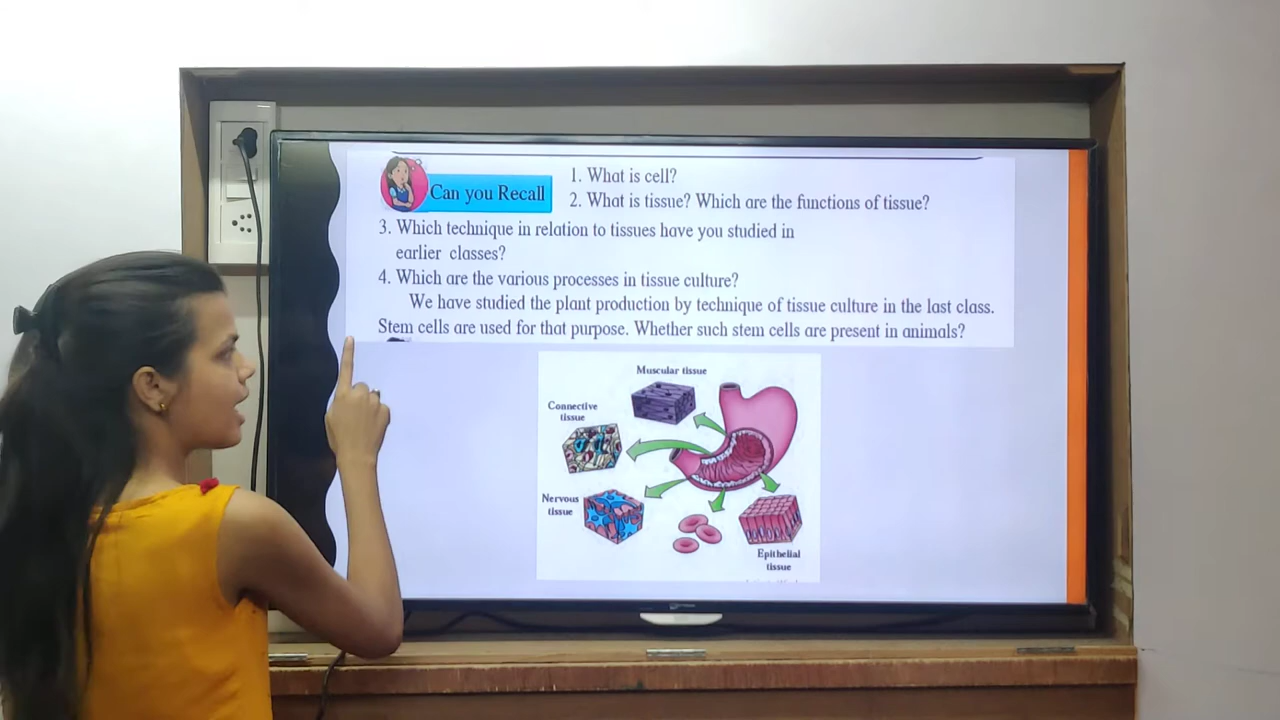 Can you Recall
1. What is cell?
2. What is tissue? Which are the functions of tissue?
3. Which technique in relation to tissues have you studied in
earlier classes?
4. Which are the various processes in tissue culture?
We have studied the plant production by technique of tissue culture in the last class.
Stem cells are used for that purpose. Whether such stem cells are present in animals?
Muscular tissue
Connective
tissue
Nervous
tissue
Epithelial
tissue